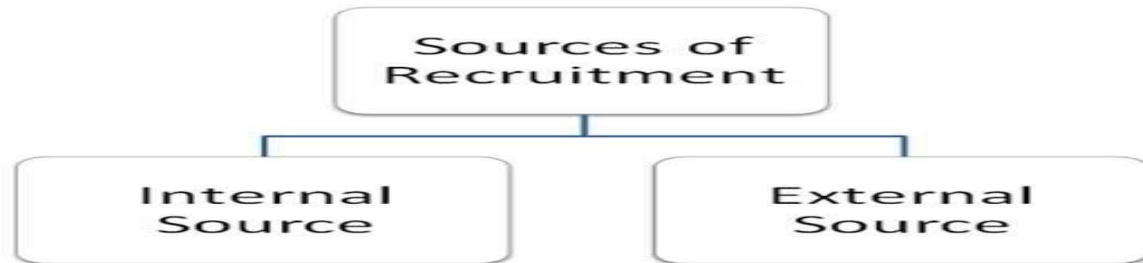 Sources of
Recruitment
Internal
Source
External
Source